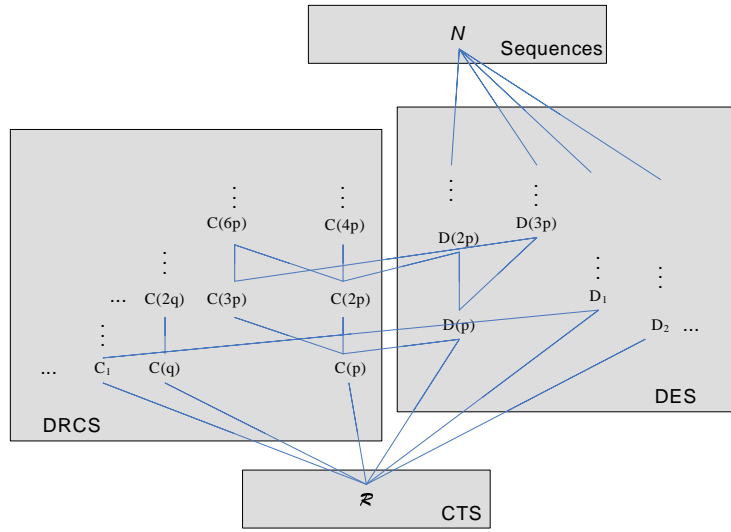 N
Sequences
⋮ ⋮
⋮ ⋮
C(6p) C(4p)
D(2p) D(3p)
⋮ ⋮ ⋮
... C(2q) C(3p) C(2p)
D₁
⋮
D(p) D₂ ...
... C₁ C(q) C(p)
DRCS
DES
ℛ
CTS